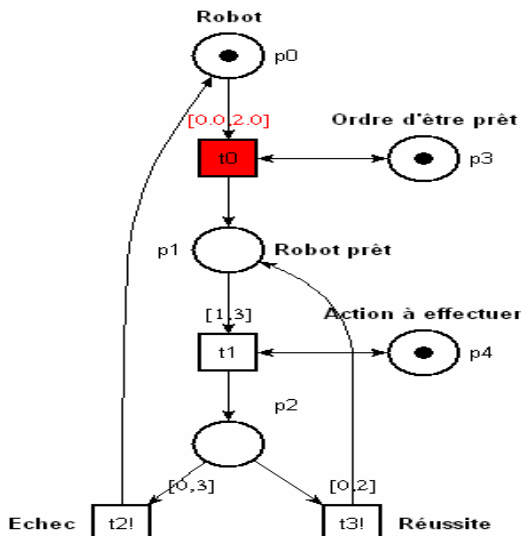 Robot
p0
[0.0,2.0]
Ordre d'être prêt
t0
p3
p1
Robot prêt
[1,3]
Action à effectuer
t1
p4
p2
[0,3]
[0,2]
Echec
t2!
t3!
Réussite